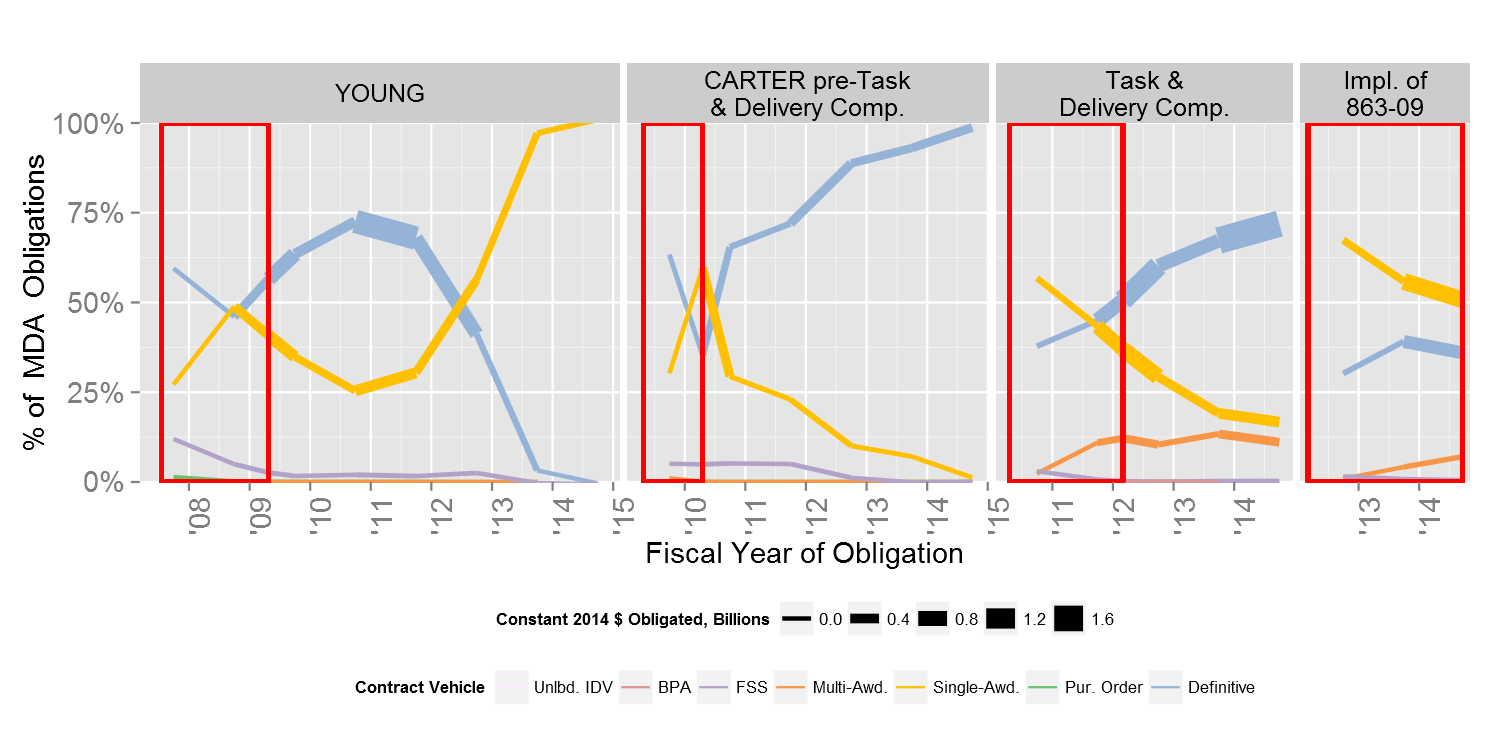 YOUNG
CARTER pre-Task
& Delivery Comp.
Task &
Delivery Comp.
Impl. of
863-09
% of MDA Obligations
100%
75%
50%
25%
0%
'08 '09 '10 '11 '12 '13 '14 '15
'10 '11 '12 '13 '14 '15
'11 '12 '13 '14
'13 '14
Fiscal Year of Obligation
Constant 2014 $ Obligated, Billions 0.0 0.4 0.8 1.2 1.6
Contract Vehicle Unlbd. IDV BPA FSS Multi-Awd. Single-Awd. Pur. Order Definitive